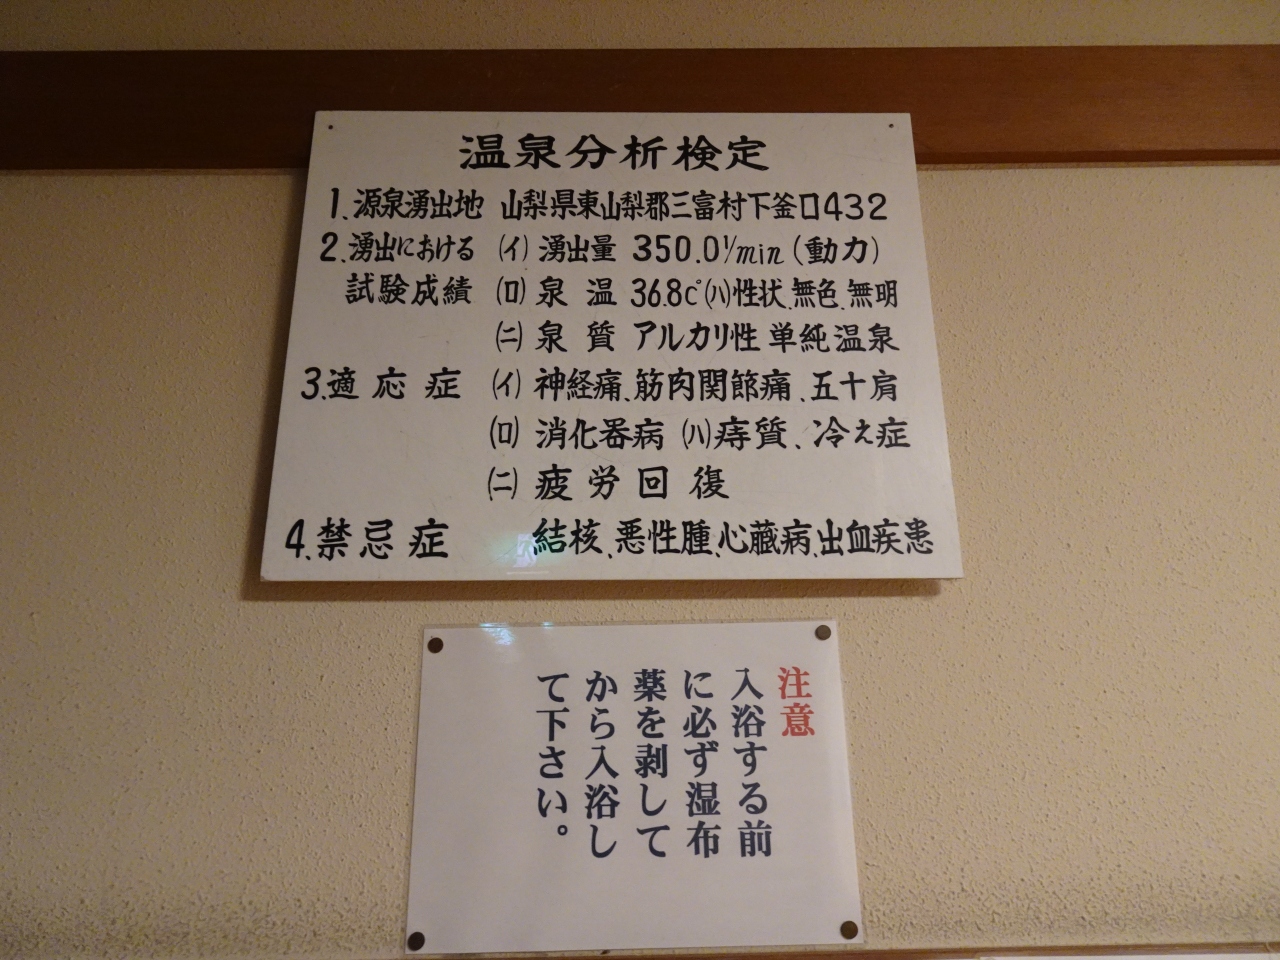 温泉分析検定
1.源泉湧出地 山梨県東山梨郡三富村下釜口432
2.湧出における (イ) 湧出量 350.0l/min (動力)
試験成績 (ロ) 泉温 36.8c° (ハ)性状、無色、無明
(ニ) 泉質 アルカリ性単純温泉
3.適応症 (イ) 神経痛、筋肉関節痛、五十肩
(ロ) 消化器病 (ハ)痔質、冷え症
(ニ) 疲労回復
4.禁忌症 結核、悪性腫、心臓病、出血疾患
注意
入浴する前
に必ず湿布
薬を剥して
から入浴し
て下さい。